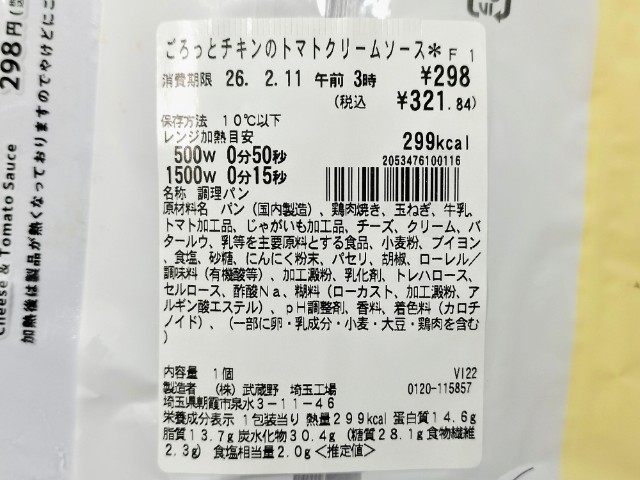 ごろっとチキンのトマトクリームソース* F 1
消費期限 26. 2.11 午前 3時 ¥298
(税込 ¥321.84)
保存方法 10℃以下
レンジ加熱目安 299kcal
500W 0分50秒
2053476100116
1500W 0分15秒
名称 調理パン
原材料名 パン(国内製造)、鶏肉焼き、玉ねぎ、牛乳、
トマト加工品、じゃがいも加工品、チーズ、クリーム、バ
タールウ、乳等を主要原料とする食品、小麦粉、ブイヨン
、食塩、砂糖、にんにく粉末、パセリ、胡椒、ローレル/
調味料(有機酸等)、加工澱粉、乳化剤、トレハロース、
セルロース、酢酸Na、糊料(ローカスト、加工澱粉、ア
ルギン酸エステル)、pH調整剤、香料、着色料(カロチ
ノイド)、(一部に卵・乳成分・小麦・大豆・鶏肉を含む
)
内容量 1個 VI22
製造者 (株)武蔵野 埼玉工場 0120-115857
埼玉県朝霞市泉水3-11-46
栄養成分表示 1包装当り 熱量299kcal 蛋白質14.6g
脂質13.7g 炭水化物30.4g (糖質28.1g 食物繊維
2.3g) 食塩相当量2.0g <推定値>
298円(税
Cheese & Tomato Sauce
加熱後は製品が熱くなっておりますのでやけどに